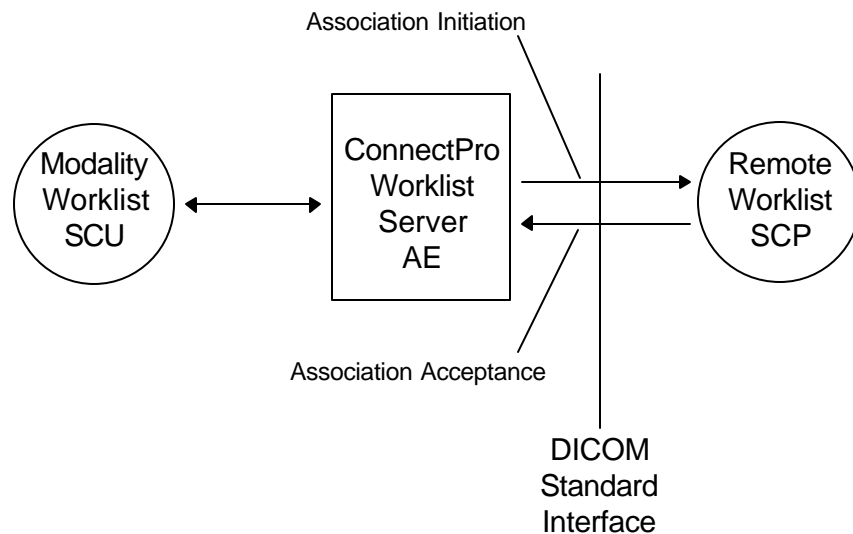 Association Initiation
Modality
Worklist
SCU
ConnectPro
Worklist
Server
AE
Remote
Worklist
SCP
Association Acceptance
DICOM
Standard
Interface